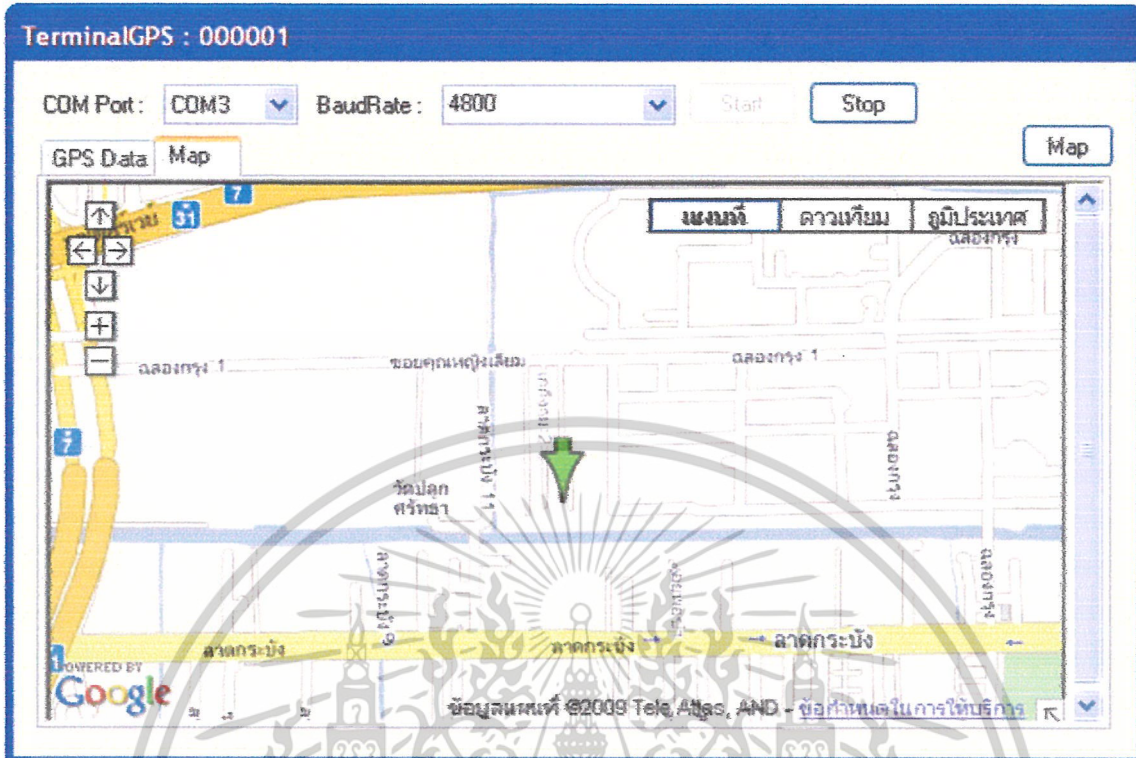 TerminalGPS : 000001
COM Port : COM3 BaudRate : 4800 Start Stop
GPS Data Map Map
7
31
แผนที่ ดาวเทียม ภูมิประเทศ
ฉลองกรุง
ฉลองกรุง 1 ซอยคุณหญิงเลี่ยม ฉลองกรุง 1
ลาดกระบัง 11
ฉลองกรุง
7
วัดปลูก
ศรัทธา
ลาดกระบัง 9
ฉลองกรุง
ลาดกระบัง ลาดกระบัง ลาดกระบัง
POWERED BY
Google
ข้อมูลแผนที่ ©2009 Tele Atlas, AND - ข้อกำหนดในการให้บริการ